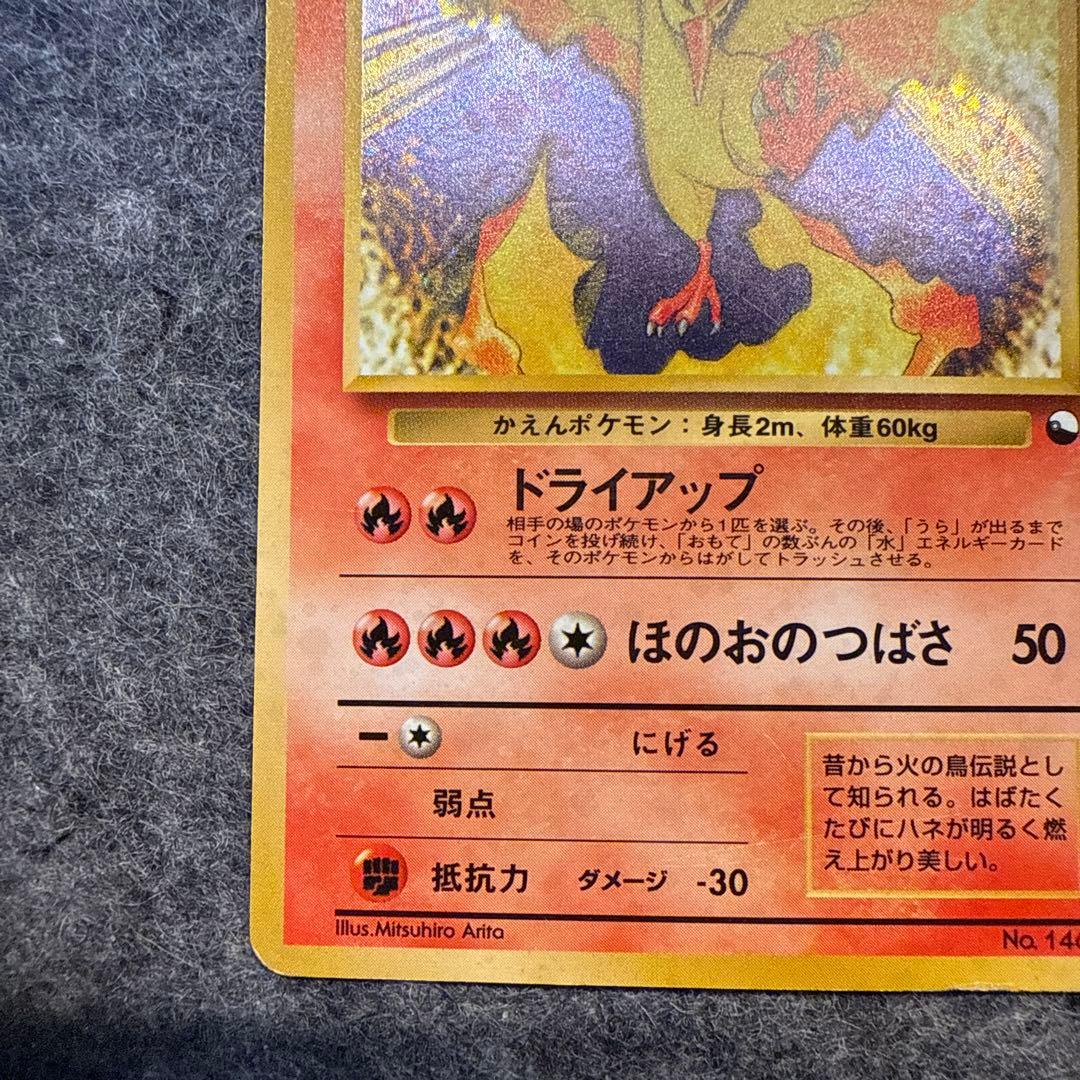 かえんポケモン：身長2m、体重60kg
ドライアップ
相手の場のポケモンから1匹を選ぶ。その後、「うら」が出るまで
コインを投げ続け、「おもて」の数ぶんの「水」エネルギーカード
を、そのポケモンからはがしてトラッシュさせる。
ほのおのつばさ 50
にげる
弱点
抵抗力 ダメージ -30
昔から火の鳥伝説とし
て知られる。はばたく
たびにハネが明るく燃
え上がり美しい。
Illus.Mitsuhiro Arita
No. 146